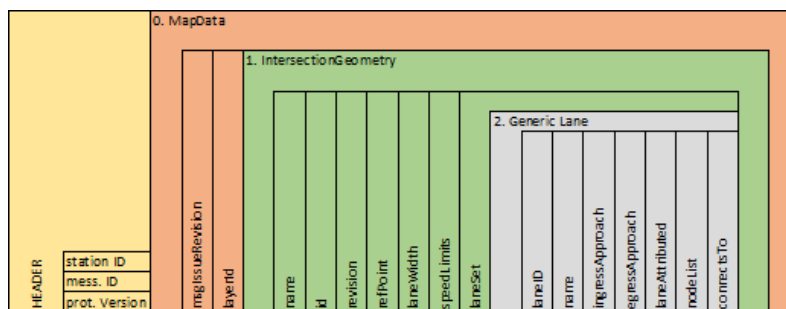 0. MapData
1. IntersectionGeometry
2. Generic Lane
HEADER
station ID
mess. ID
prot. Version
msgIssueRevision
layerId
name
id
revision
refPoint
laneWidth
speedLimits
laneSet
laneID
name
ingressApproach
egressApproach
laneAttributed
nodeList
connectsTo